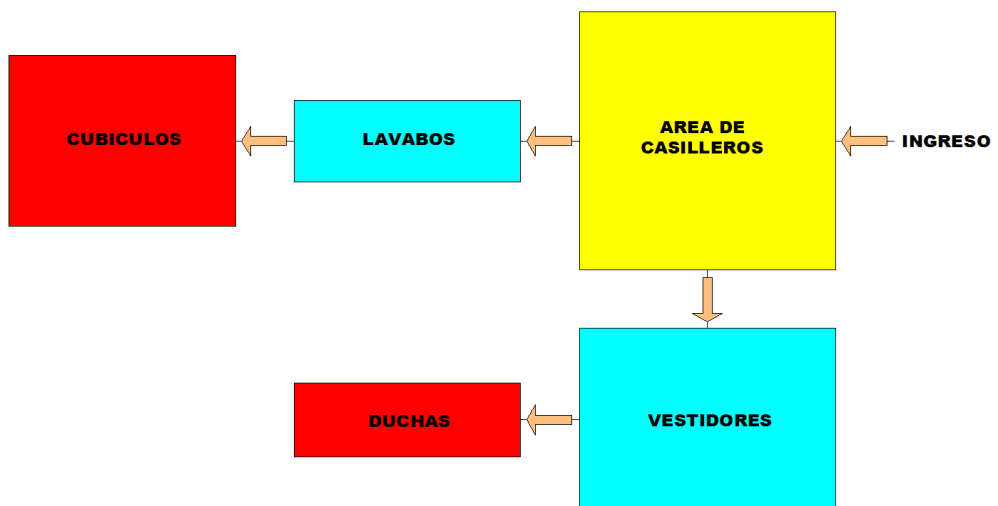 CUBICULOS
LAVABOS
AREA DE
CASILLEROS
INGRESO
DUCHAS
VESTIDORES